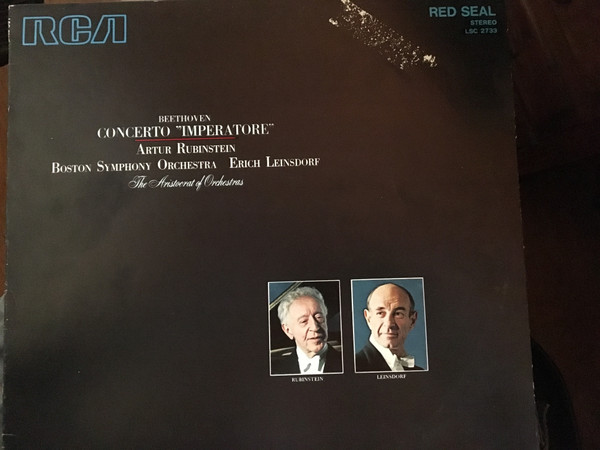 RCA
RED SEAL
STEREO
LSC 2733
BEETHOVEN
CONCERTO "IMPERATORE"
ARTUR RUBINSTEIN
BOSTON SYMPHONY ORCHESTRA ERICH LEINSDORF
The Aristocrat of Orchestras
RUBINSTEIN
LEINSDORF